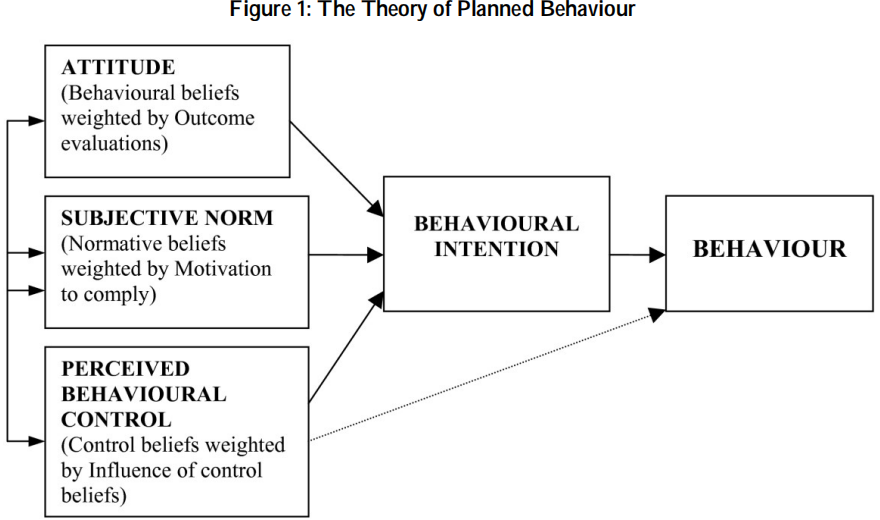 Figure 1: The Theory of Planned Behaviour
ATTITUDE
(Behavioural beliefs
weighted by Outcome
evaluations)
SUBJECTIVE NORM
(Normative beliefs
weighted by Motivation
to comply)
PERCEIVED
BEHAVIOURAL
CONTROL
(Control beliefs weighted
by Influence of control
beliefs)
BEHAVIOURAL
INTENTION
BEHAVIOUR